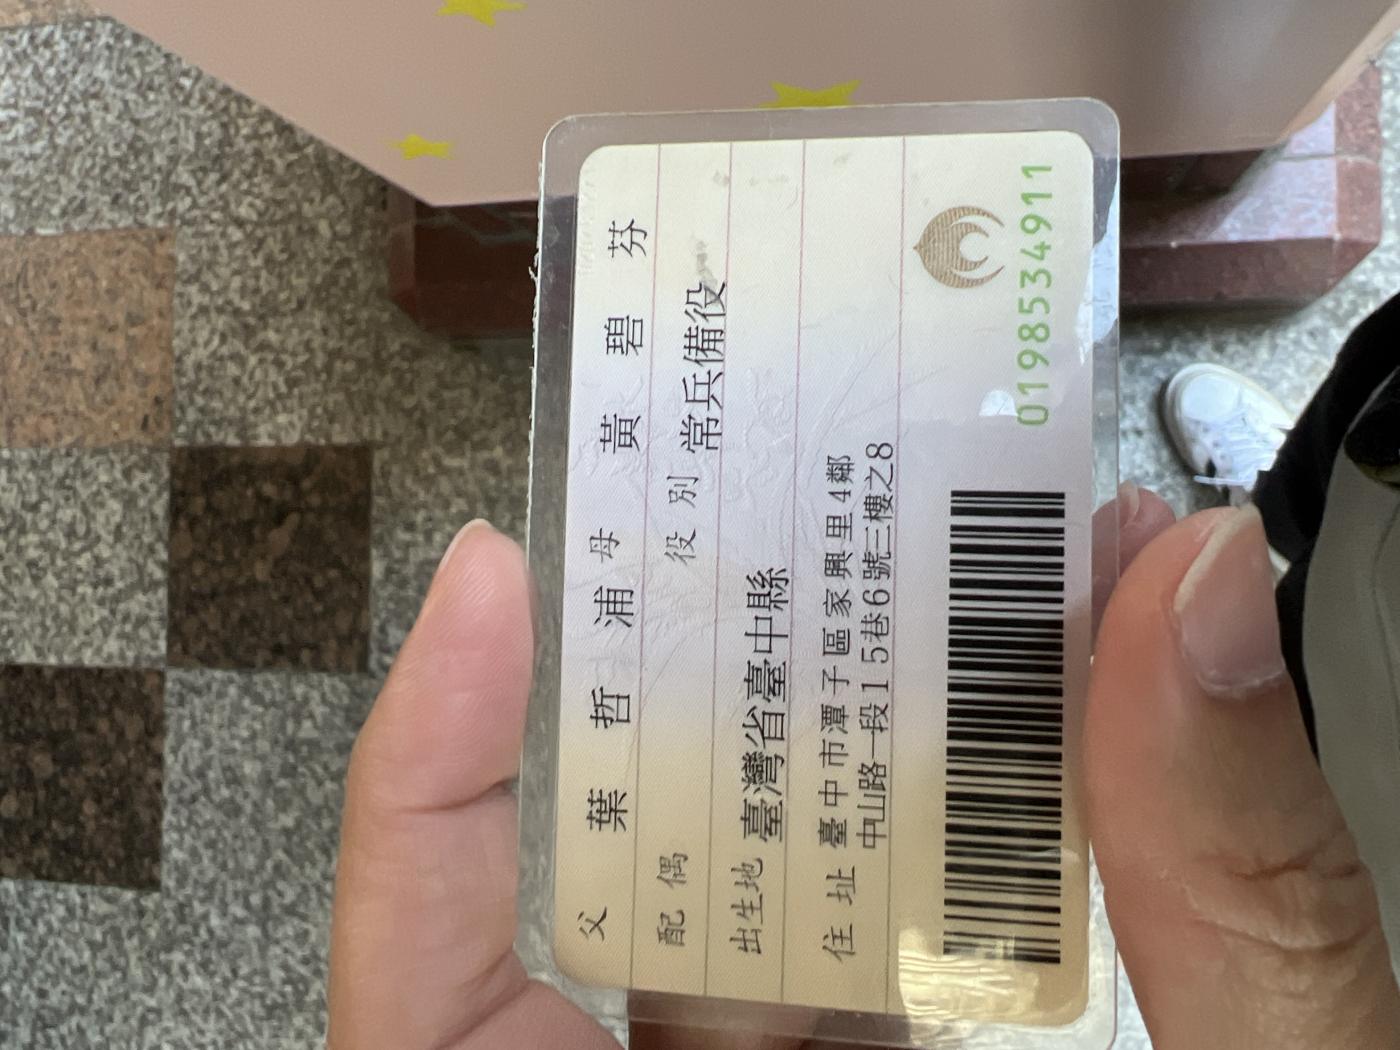 父 葉哲浦 母 黃碧芬
配偶 役別 常兵備役
出生地 臺灣省臺中縣
住址 臺中市潭子區家興里4鄰
中山路一段15巷6號三樓之8
0198534911